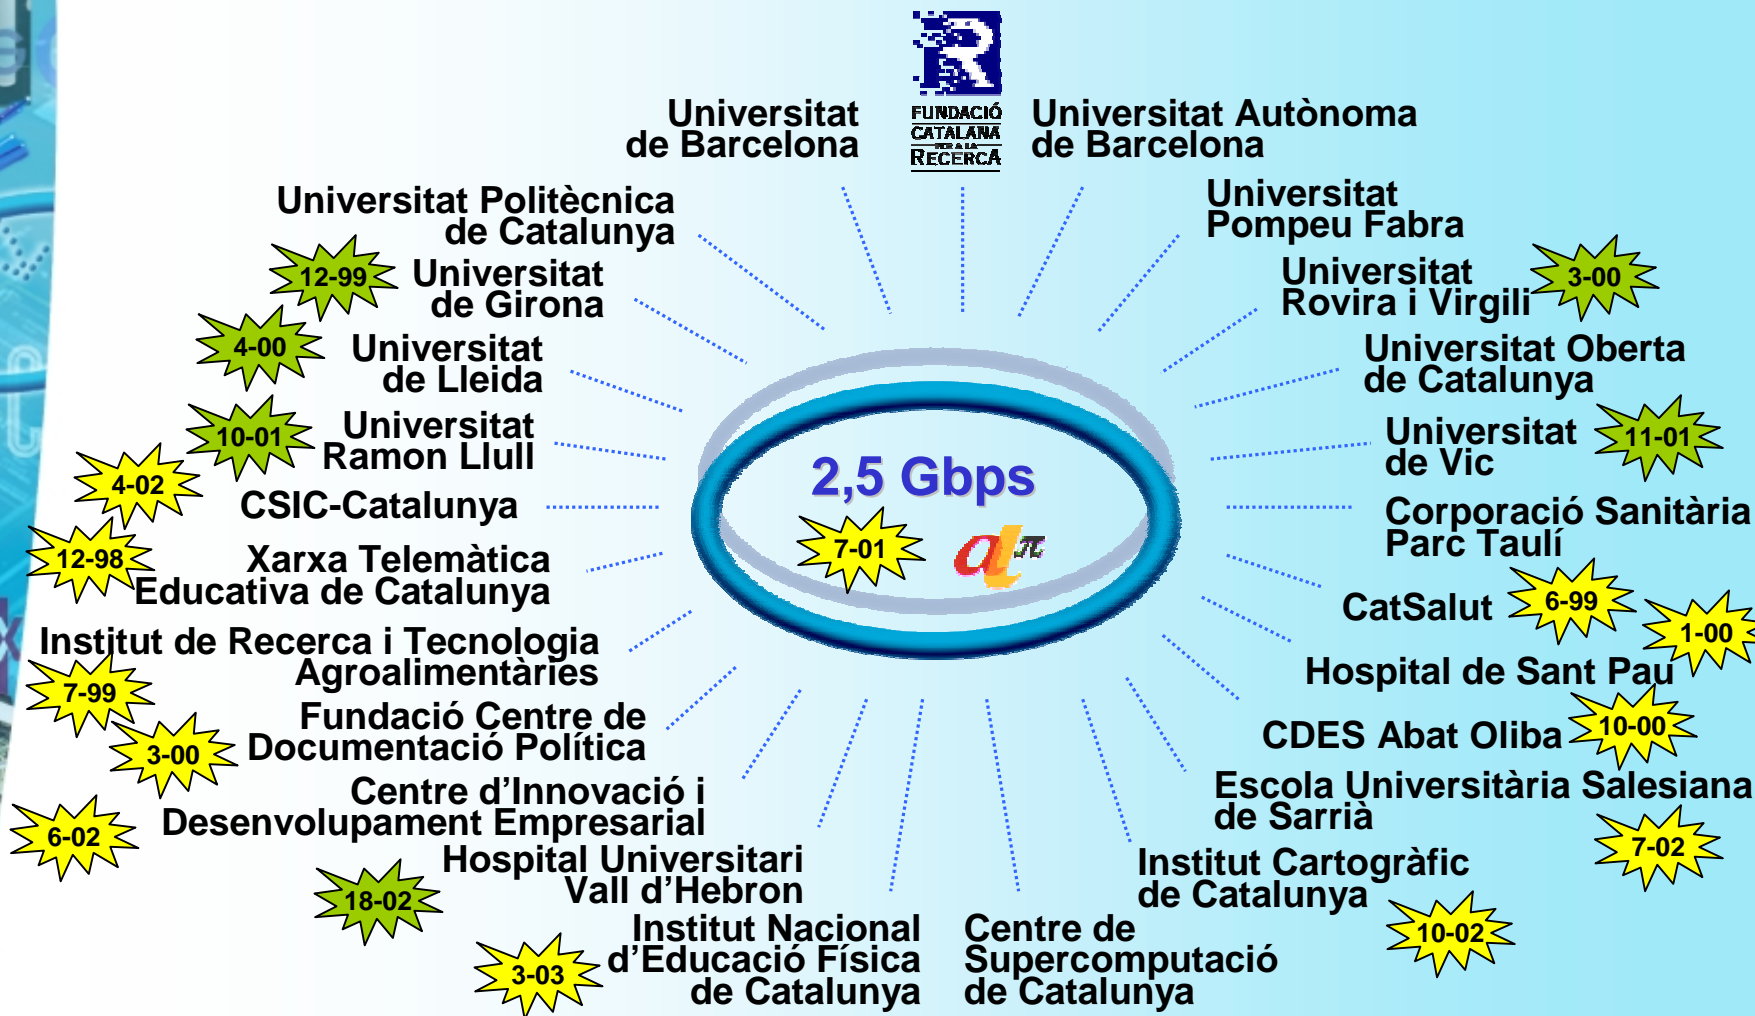 FUNDACIÓ
CATALANA
PER A LA
RECERCA
Universitat
de Barcelona
Universitat Autònoma
de Barcelona
Universitat Politècnica
de Catalunya
Universitat
Pompeu Fabra
12-99
Universitat
de Girona
Universitat
Rovira i Virgili
3-00
4-00
Universitat
de Lleida
Universitat Oberta
de Catalunya
10-01
Universitat
Ramon Llull
Universitat
de Vic
11-01
4-02
CSIC-Catalunya
2,5 Gbps
7-01
Corporació Sanitària
Parc Taulí
12-98
Xarxa Telemàtica
Educativa de Catalunya
CatSalut
6-99
1-00
Institut de Recerca i Tecnologia
Agroalimentàries
7-99
Hospital de Sant Pau
Fundació Centre de
Documentació Política
3-00
CDES Abat Oliba
10-00
Centre d'Innovació i
Desenvolupament Empresarial
6-02
Escola Universitària Salesiana
de Sarrià
7-02
Hospital Universitari
Vall d'Hebron
18-02
Institut Cartogràfic
de Catalunya
10-02
Institut Nacional
d'Educació Física
de Catalunya
3-03
Centre de
Supercomputació
de Catalunya